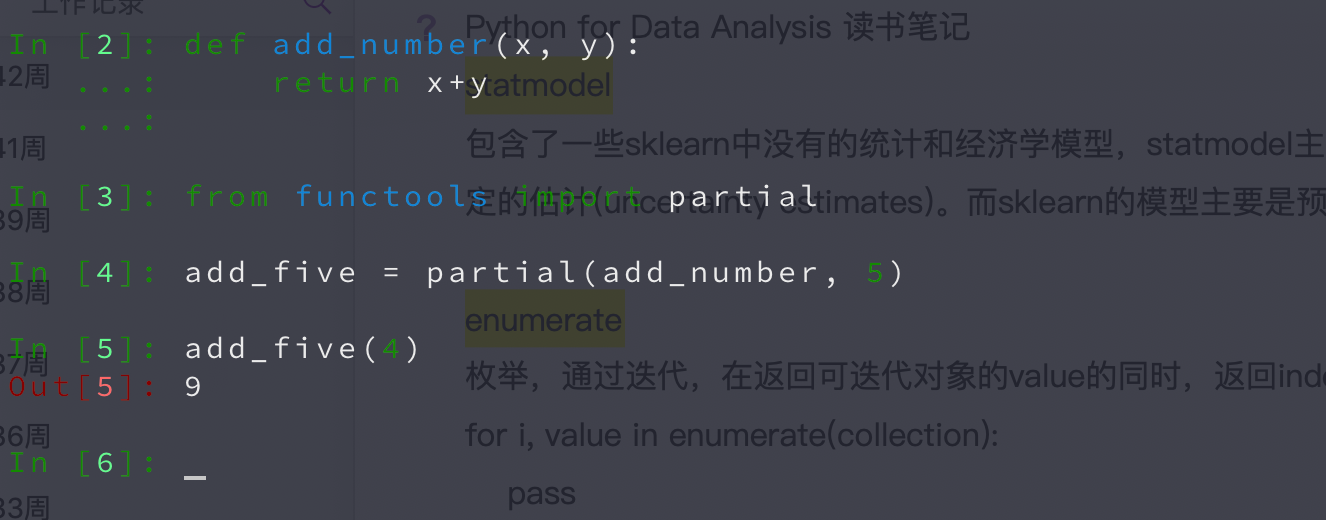 工作记录
Python for Data Analysis 读书笔记
In [2]: def add_number(x, y):
42周
...:     return x+y
statmodel
...:
41周
包含了一些sklearn中没有的统计和经济学模型，statmodel主
In [3]: from functools import partial
39周
定的估计(uncertainty estimates)。而sklearn的模型主要是预
In [4]: add_five = partial(add_number, 5)
38周
enumerate
In [5]: add_five(4)
37周
Out[5]: 9
枚举，通过迭代，在返回可迭代对象的value的同时，返回inde
36周
for i, value in enumerate(collection):
In [6]:
33周
pass